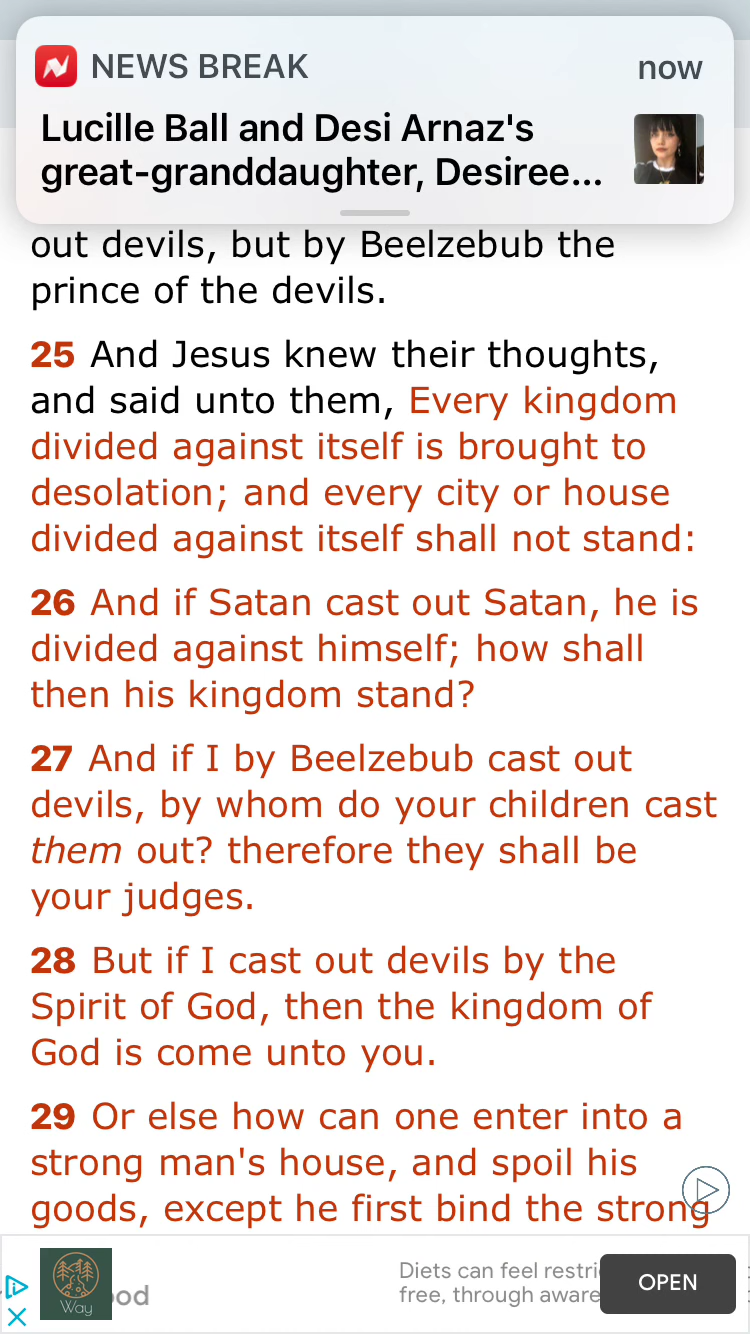 NEWS BREAK
now
Lucille Ball and Desi Arnaz's
great-granddaughter, Desiree...
out devils, but by Beelzebub the
prince of the devils.
25 And Jesus knew their thoughts,
and said unto them, Every kingdom
divided against itself is brought to
desolation; and every city or house
divided against itself shall not stand:
26 And if Satan cast out Satan, he is
divided against himself; how shall
then his kingdom stand?
27 And if I by Beelzebub cast out
devils, by whom do your children cast
them out? therefore they shall be
your judges.
28 But if I cast out devils by the
Spirit of God, then the kingdom of
God is come unto you.
29 Or else how can one enter into a
strong man's house, and spoil his
goods, except he first bind the strong
Way
Diets can feel
free, through
OPEN